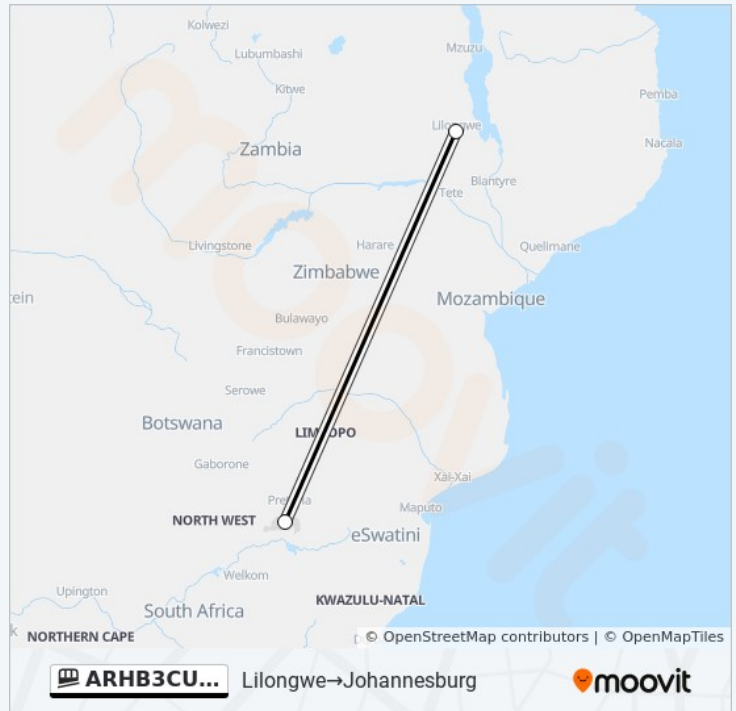 Kolwezi
Mzuzu
Lubumbashi
Kitwe
Pemba
Lilongwe
Zambia
Nacala
Blantyre
Tete
Livingstone
Harare
Quelimane
Zimbabwe
ein
Mozambique
Bulawayo
Francistown
Serowe
Botswana
LIMPOPO
Gaborone
Xai-Xai
Pretoria
Maputo
NORTH WEST
eSwatini
Welkom
Upington
KWAZULU-NATAL
South Africa
k
NORTHERN CAPE
© OpenStreetMap contributors | © OpenMapTiles
ARHB3CU...
Lilongwe→Johannesburg
moovit